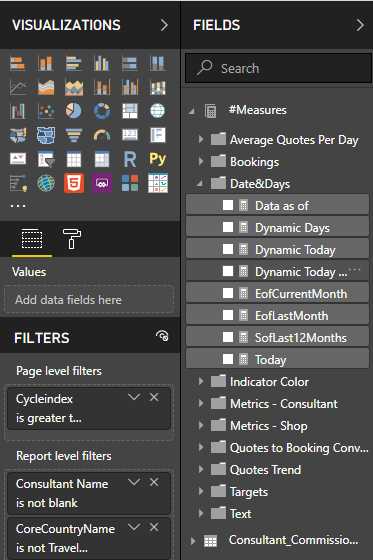 VISUALIZATIONS
R
Py
123
5
Values
Add data fields here
FILTERS
Page level filters
Cycleindex
is greater t...
Report level filters
Consultant Name
is not blank
CoreCountryName
is not Travel...
FIELDS
Search
#Measures
Average Quotes Per Day
Bookings
Date&Days
Data as of
Dynamic Days
Dynamic Today
Dynamic Today ...
EofCurrentMonth
EofLastMonth
SofLast12Months
Today
Indicator Color
Metrics - Consultant
Metrics - Shop
Quotes to Booking Conv...
Quotes Trend
Targets
Text
Consultant_Commissio...